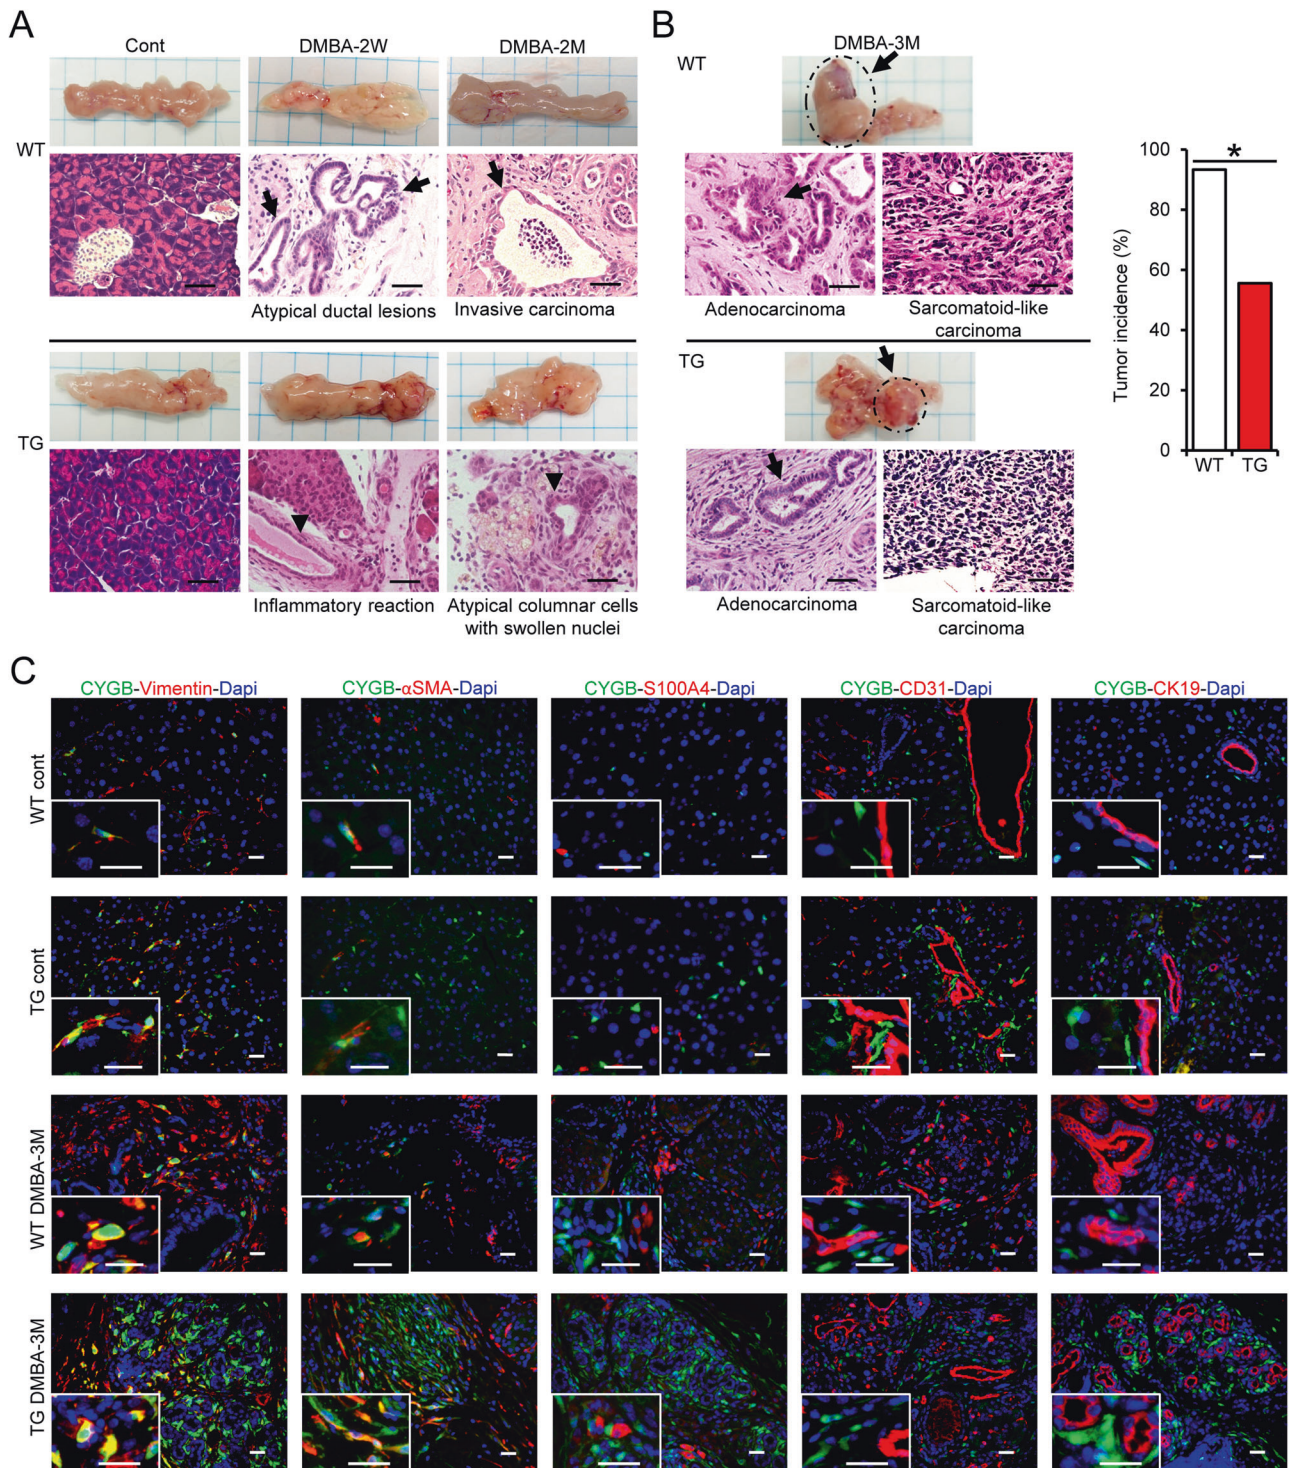 A
Cont
DMBA-2W
DMBA-2M
WT
Atypical ductal lesions
Invasive carcinoma
TG
Inflammatory reaction
Atypical columnar cells
with swollen nuclei
B
DMBA-3M
WT
Adenocarcinoma
Sarcomatoid-like
carcinoma
TG
Adenocarcinoma
Sarcomatoid-like
carcinoma
Tumor incidence (%)
100
80
60
40
20
0
*
WT
TG
C
CYGB-Vimentin-Dapi
CYGB-αSMA-Dapi
CYGB-S100A4-Dapi
CYGB-CD31-Dapi
CYGB-CK19-Dapi
WT cont
TG cont
WT DMBA-3M
TG DMBA-3M